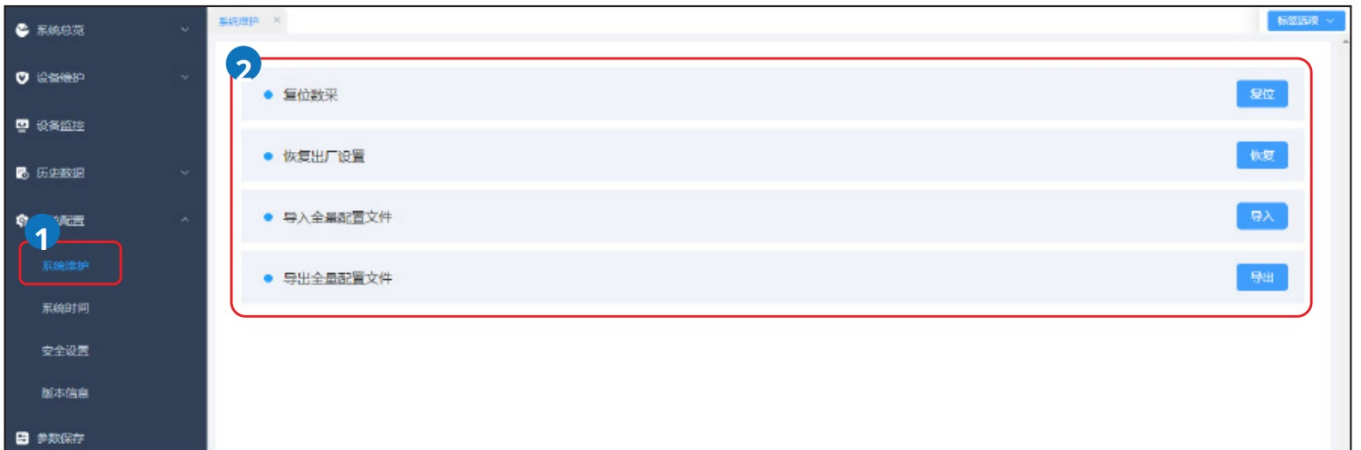 系统总览
设备维护
设备监控
历史数据
配置
系统维护
系统时间
安全设置
版本信息
参数保存
系统维护 ×
标签选项
1
2
复位数采 复位
恢复出厂设置 恢复
导入全量配置文件 导入
导出全量配置文件 导出